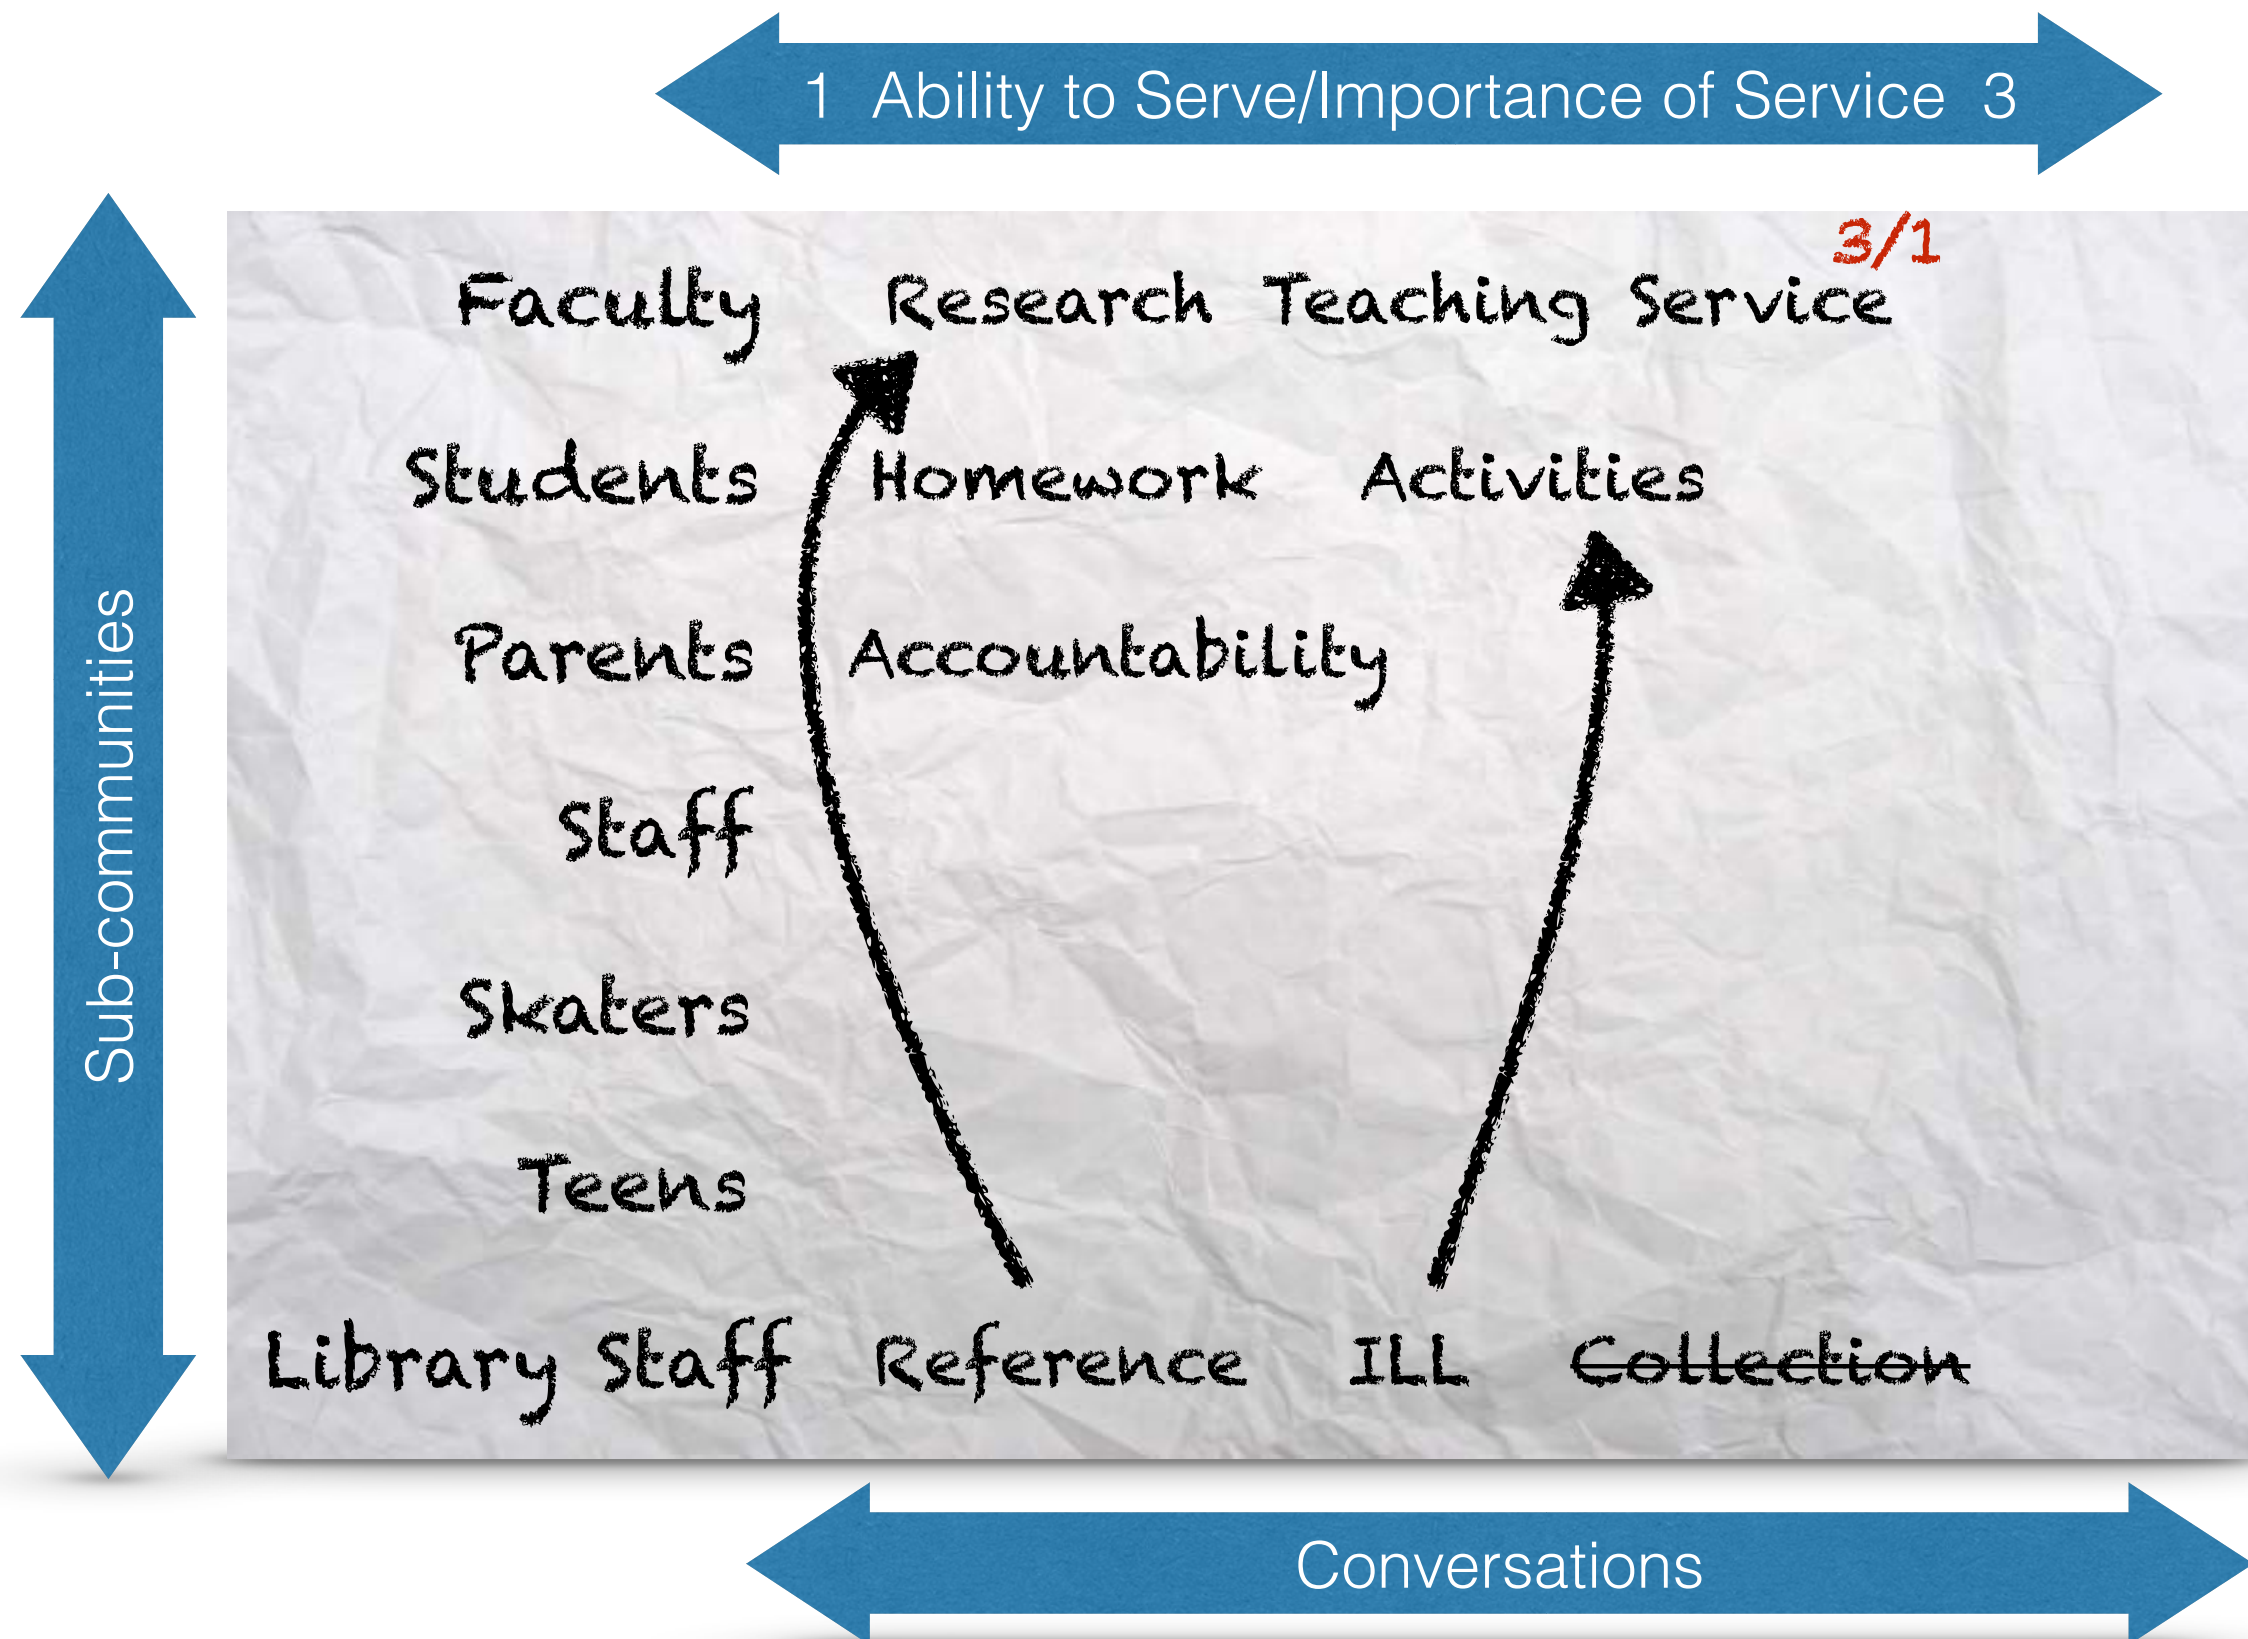 1 Ability to Serve/Importance of Service 3
3/1
Faculty Research Teaching Service
Students Homework Activities
Parents Accountability
Staff
Skaters
Teens
Library Staff Reference ILL Collection
Sub-communities
Conversations